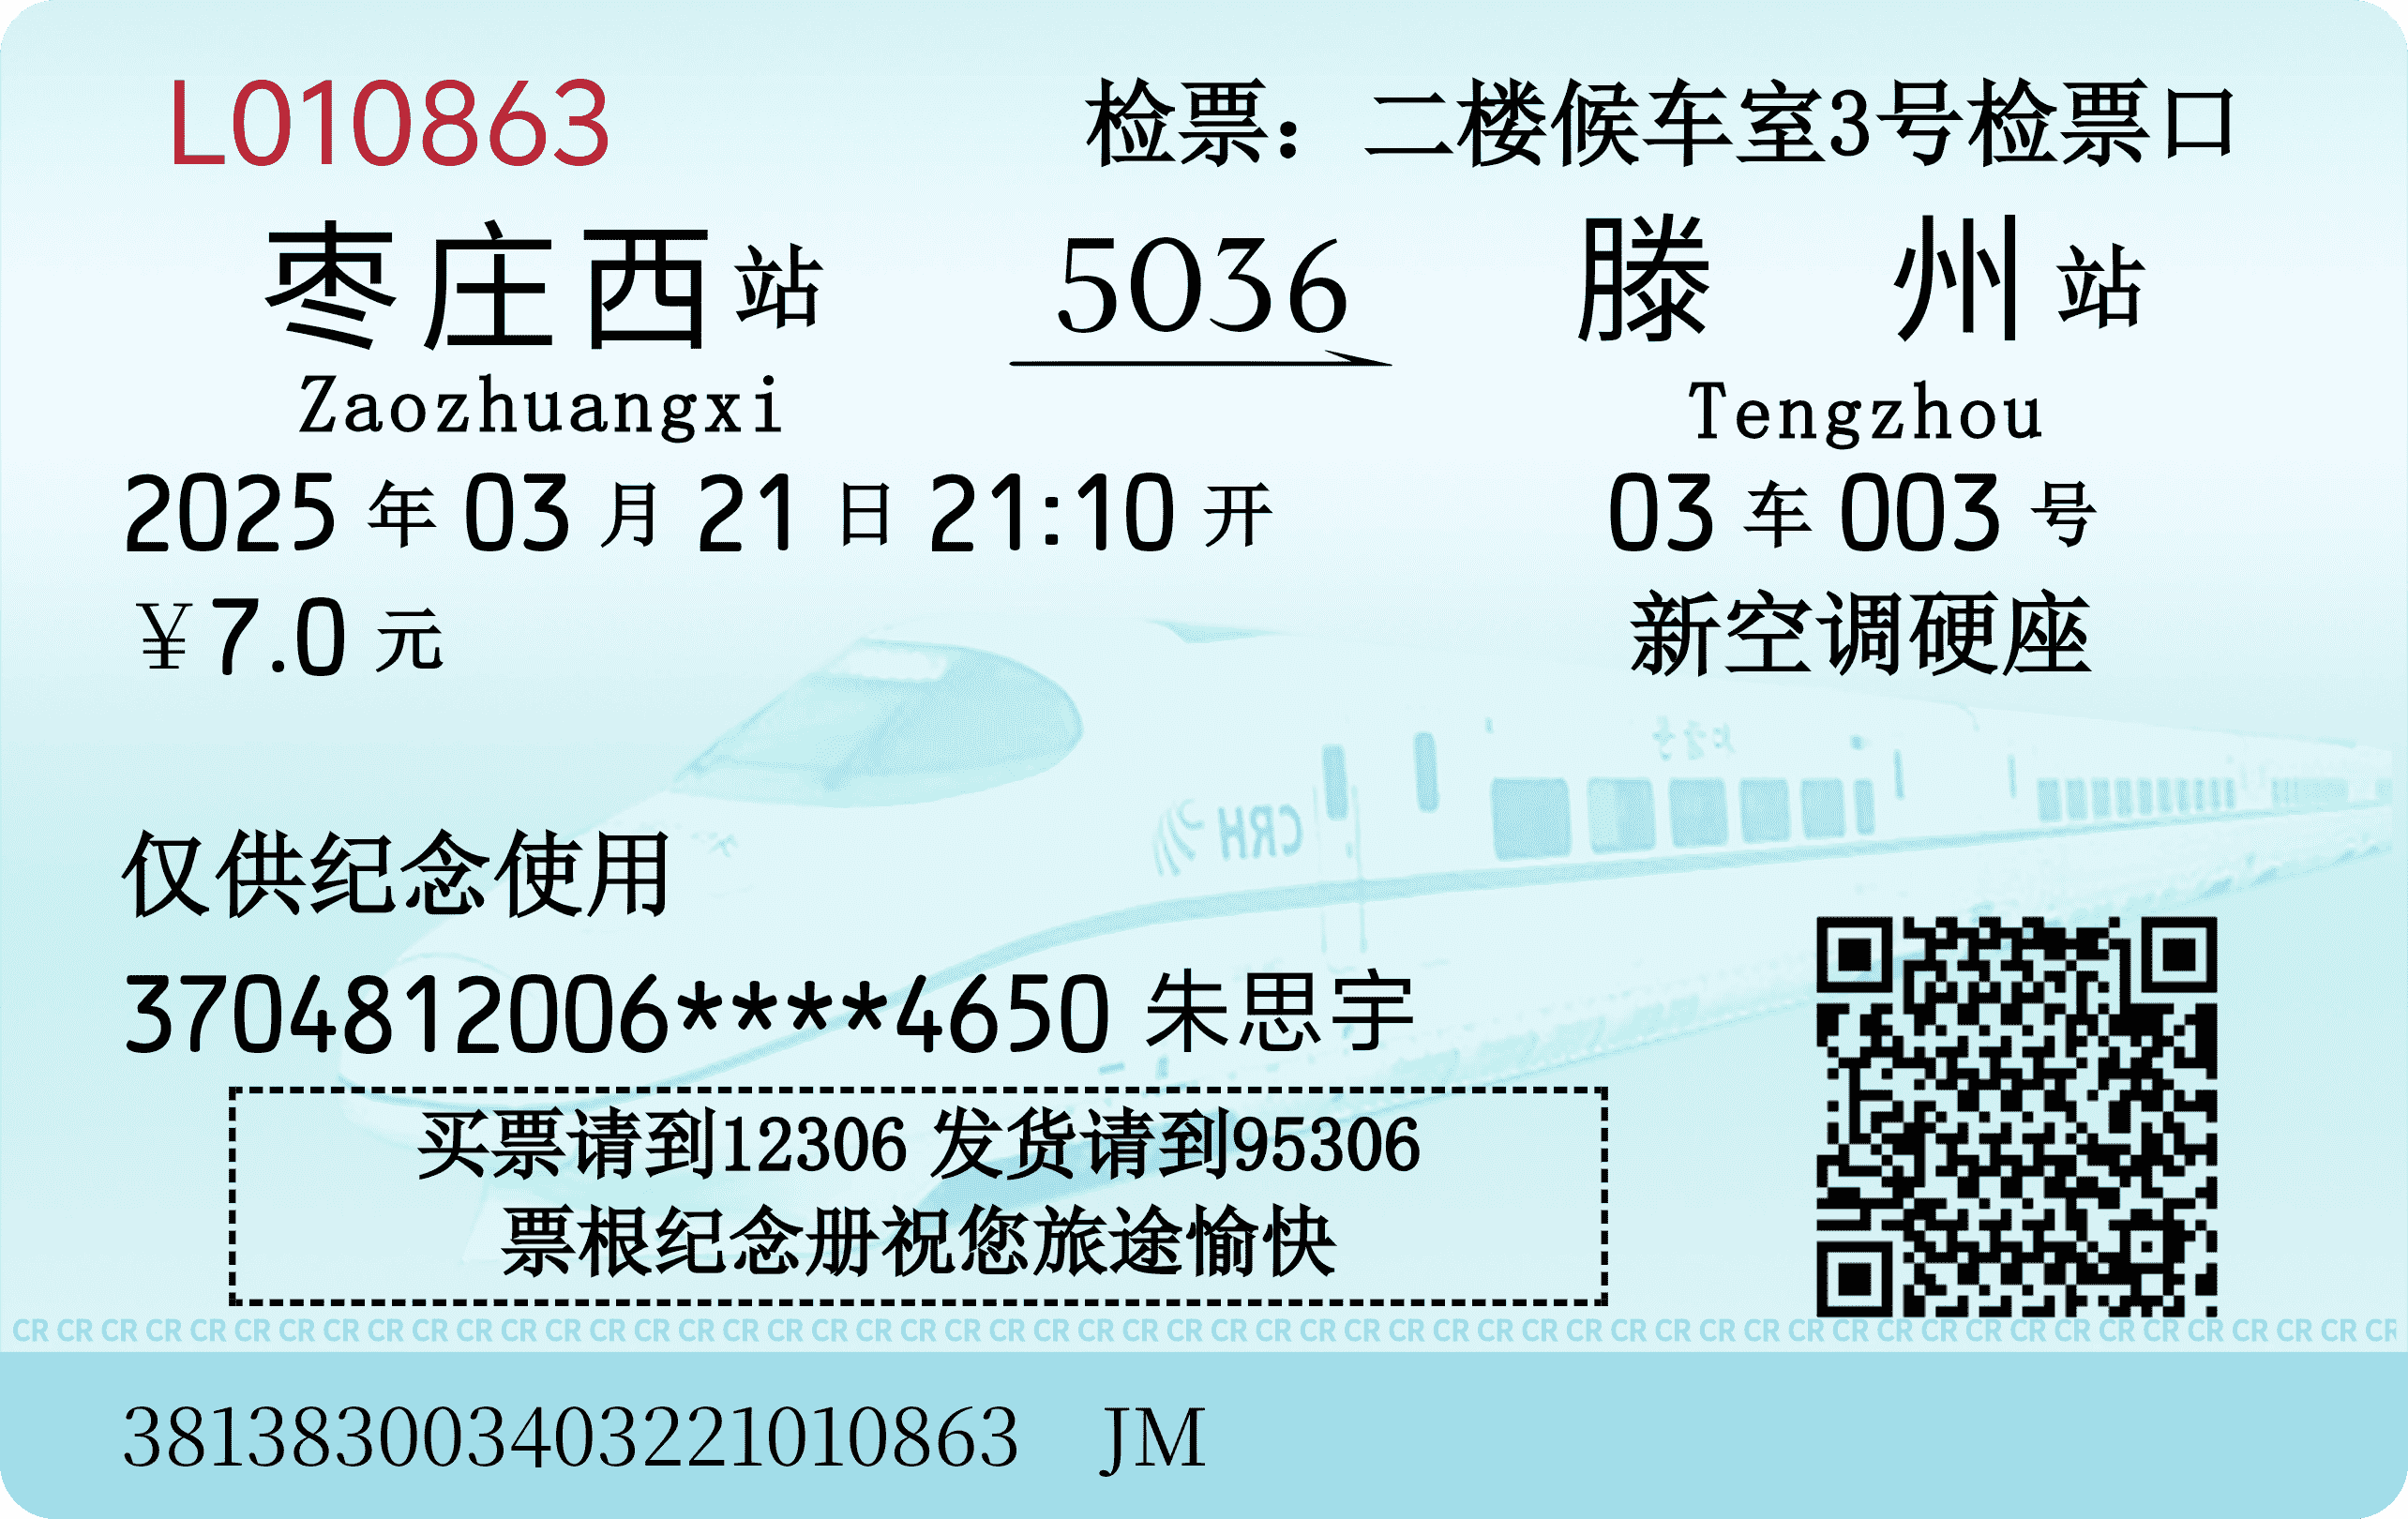 L010863 检票：二楼候车室3号检票口
枣庄西站 5036 滕州站
Zaozhuangxi Tengzhou
2025年03月21日21:10开 03车003号
￥7.0元 新空调硬座
CRH
仅供纪念使用
3704812006****4650 朱思宇
买票请到12306 发货请到95306
票根纪念册祝您旅途愉快
CR CR CR CR CR CR CR CR CR CR CR CR CR CR CR CR CR CR CR CR CR CR CR CR CR CR CR CR CR CR CR CR CR CR CR CR CR CR CR CR CR CR CR CR CR CR CR CR CR CR CR CR CR CR
381383003403221010863 JM